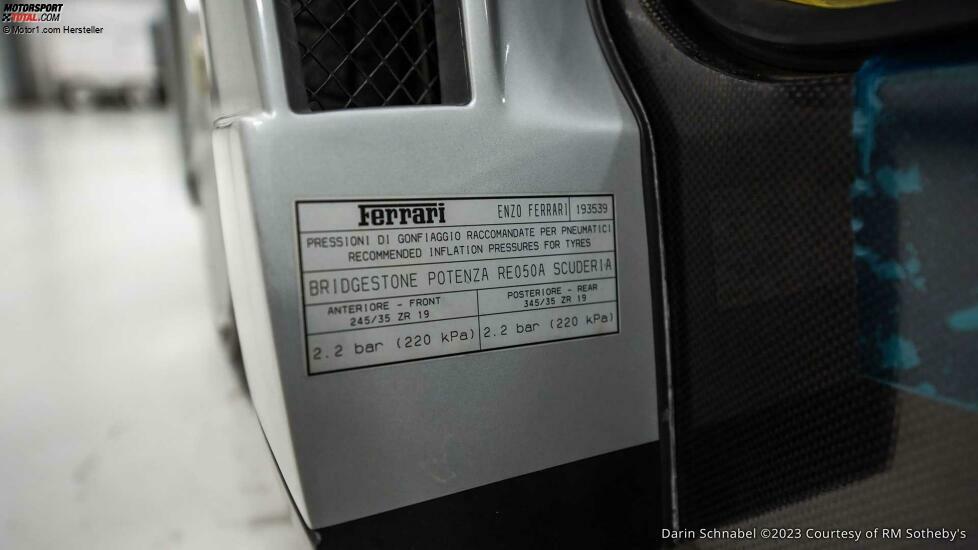 MOTORSPORT
TOTAL.COM
© Motor1.com Hersteller
Ferrari ENZO FERRARI 193539
PRESSIONI DI GONFIAGGIO RACCOMANDATE PER PNEUMATICI
RECOMMENDED INFLATION PRESSURES FOR TYRES
BRIDGESTONE POTENZA RE050A SCUDERIA
ANTERIORE - FRONT
245/35 ZR 19
POSTERIORE - REAR
345/35 ZR 19
2.2 bar (220 kPa)
2.2 bar (220 kPa)
Darin Schnabel ©2023 Courtesy of RM Sotheby's